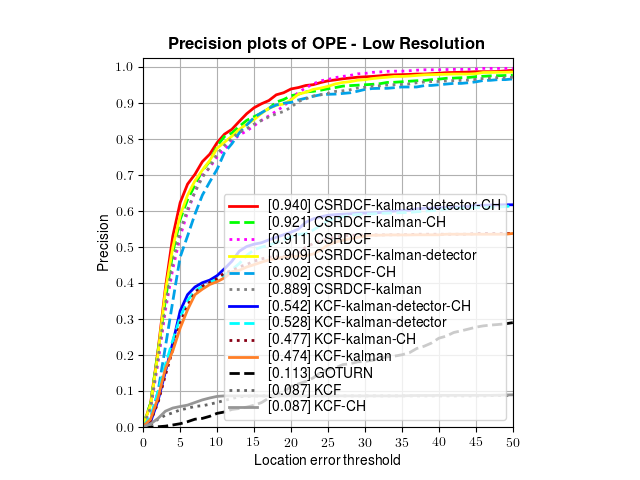 Precision plots of OPE - Low Resolution
1.0
0.9
0.8
0.7
0.6
0.5
0.4
0.3
0.2
0.1
0.0
Precision
[0.940] CSRDCF-kalman-detector-CH
[0.921] CSRDCF-kalman-CH
[0.911] CSRDCF
[0.909] CSRDCF-kalman-detector
[0.902] CSRDCF-CH
[0.889] CSRDCF-kalman
[0.542] KCF-kalman-detector-CH
[0.528] KCF-kalman-detector
[0.477] KCF-kalman-CH
[0.474] KCF-kalman
[0.113] GOTURN
[0.087] KCF
[0.087] KCF-CH
0 5 10 15 20 25 30 35 40 45 50
Location error threshold